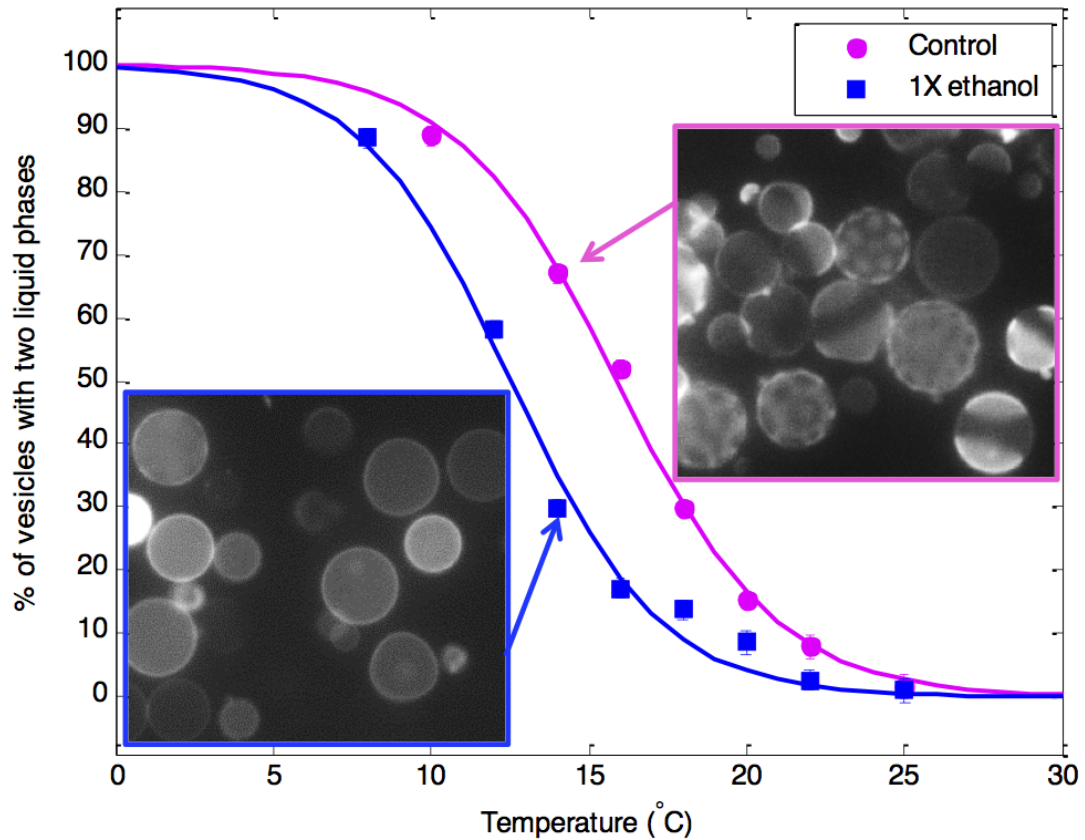 Control
1X ethanol
% of vesicles with two liquid phases
100
90
80
70
60
50
40
30
20
10
0
0 5 10 15 20 25 30
Temperature (°C)